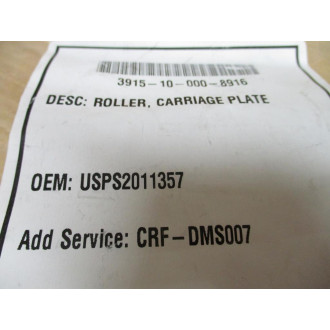 3915-10-000-8916
DESC: ROLLER, CARRIAGE PLATE
OEM: USPS2011357
Add Service: CRF-DMS007